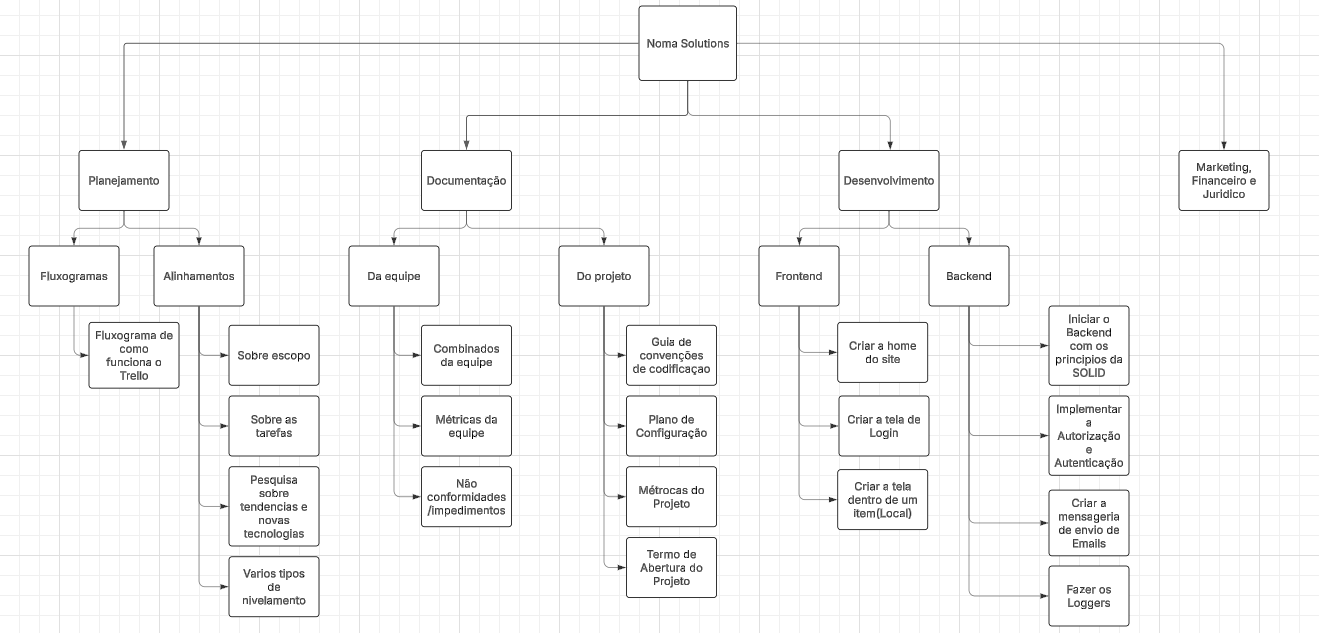 Noma Solutions
Planejamento
Documentação
Desenvolvimento
Marketing,
Financeiro e
Juridico
Fluxogramas
Alinhamentos
Da equipe
Do projeto
Frontend
Backend
Fluxograma de
como
funciona o
Trello
Sobre escopo
Sobre as
tarefas
Pesquisa
sobre
tendencias e
novas
tecnologias
Varios tipos
de
nivelamento
Combinados
da equipe
Métricas da
equipe
Não
conformidades
/impedimentos
Guia de
convenções
de codificaçao
Plano de
Configuração
Métrocas do
Projeto
Termo de
Abertura do
Projeto
Criar a home
do site
Criar a tela de
Login
Criar a tela
dentro de um
item(Local)
Iniciar o
Backend
com os
principios da
SOLID
Implementar
a
Autorização
e
Autenticação
Criar a
mensageria
de envio de
Emails
Fazer os
Loggers